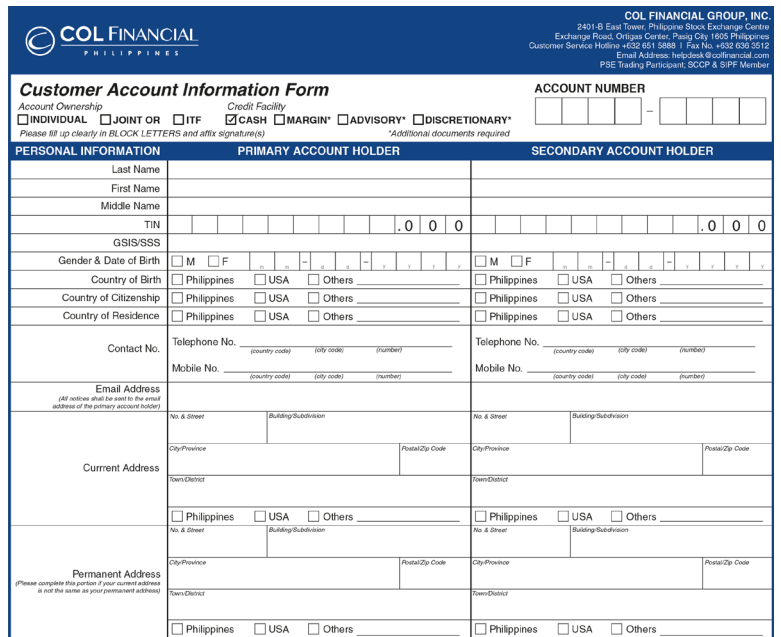 COL FINANCIAL
PHILIPPINES
COL FINANCIAL GROUP, INC.
2401-B East Tower, Philippine Stock Exchange Centre
Exchange Road, Ortigas Center, Pasig City 1605 Philippines
Customer Service Hotline +632 651 5888 I Fax No. +632 636 3512
Email Address: helpdesk@colfinancial.com
PSE Trading Participant; SCCP & SIPF Member
Customer Account Information Form
ACCOUNT NUMBER
Account Ownership Credit Facility
INDIVIDUAL JOINT OR ITF CASH MARGIN* ADVISORY* DISCRETIONARY*
–
Please fill up clearly in BLOCK LETTERS and affix signature(s) *Additional documents required
PERSONAL INFORMATION PRIMARY ACCOUNT HOLDER SECONDARY ACCOUNT HOLDER
Last Name
First Name
Middle Name
TIN .0 0 0 .0 0 0
GSIS/SSS
Gender & Date of Birth M F m m – d d – y y y y M F m m – d d – y y y y
Country of Birth Philippines USA Others Philippines USA Others
Country of Citizenship Philippines USA Others Philippines USA Others
Country of Residence Philippines USA Others Philippines USA Others
Contact No.
Telephone No. Telephone No.
(country code) (city code) (number) (country code) (city code) (number)
Mobile No. Mobile No.
(country code) (city code) (number) (country code) (city code) (number)
Email Address
(All notices shall be sent to the email
address of the primary account holder)
Currrent Address
No. & Street Building/Subdivision No. & Street Building/Subdivision
City/Province Postal/Zip Code City/Province Postal/Zip Code
Town/District Town/District
Philippines USA Others Philippines USA Others
Permanent Address
(Please complete this portion if your current address
is not the same as your permanent address)
No. & Street Building/Subdivision No. & Street Building/Subdivision
City/Province Postal/Zip Code City/Province Postal/Zip Code
Town/District Town/District
Philippines USA Others Philippines USA Others